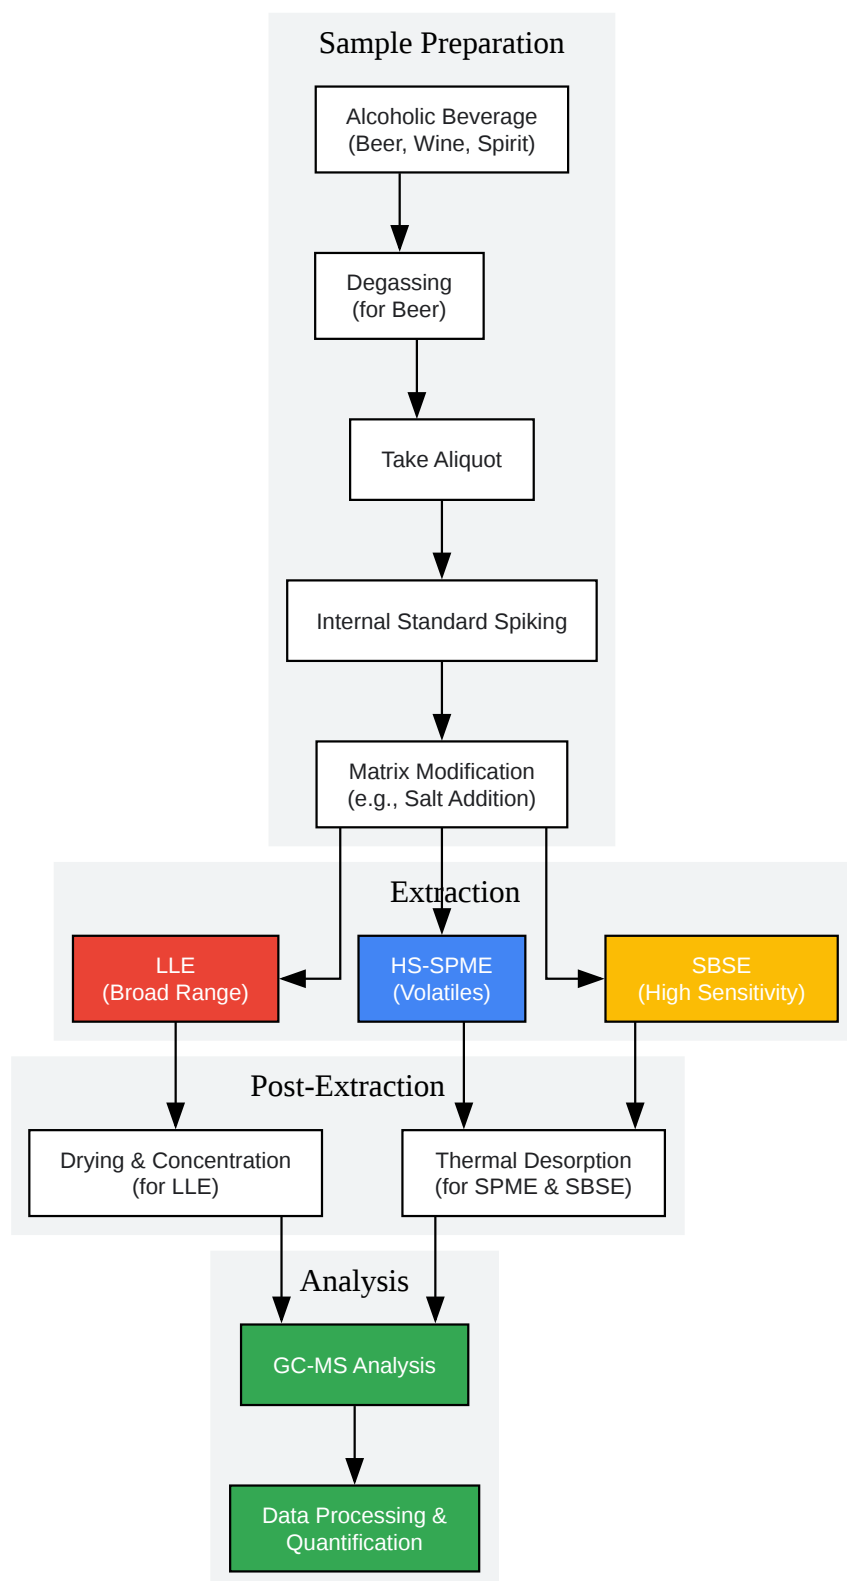 Sample Preparation
Alcoholic Beverage
(Beer, Wine, Spirit)
Degassing
(for Beer)
Take Aliquot
Internal Standard Spiking
Matrix Modification
(e.g., Salt Addition)
Extraction
LLE
(Broad Range)
HS-SPME
(Volatiles)
SBSE
(High Sensitivity)
Post-Extraction
Drying & Concentration
(for LLE)
Thermal Desorption
(for SPME & SBSE)
Analysis
GC-MS Analysis
Data Processing &
Quantification